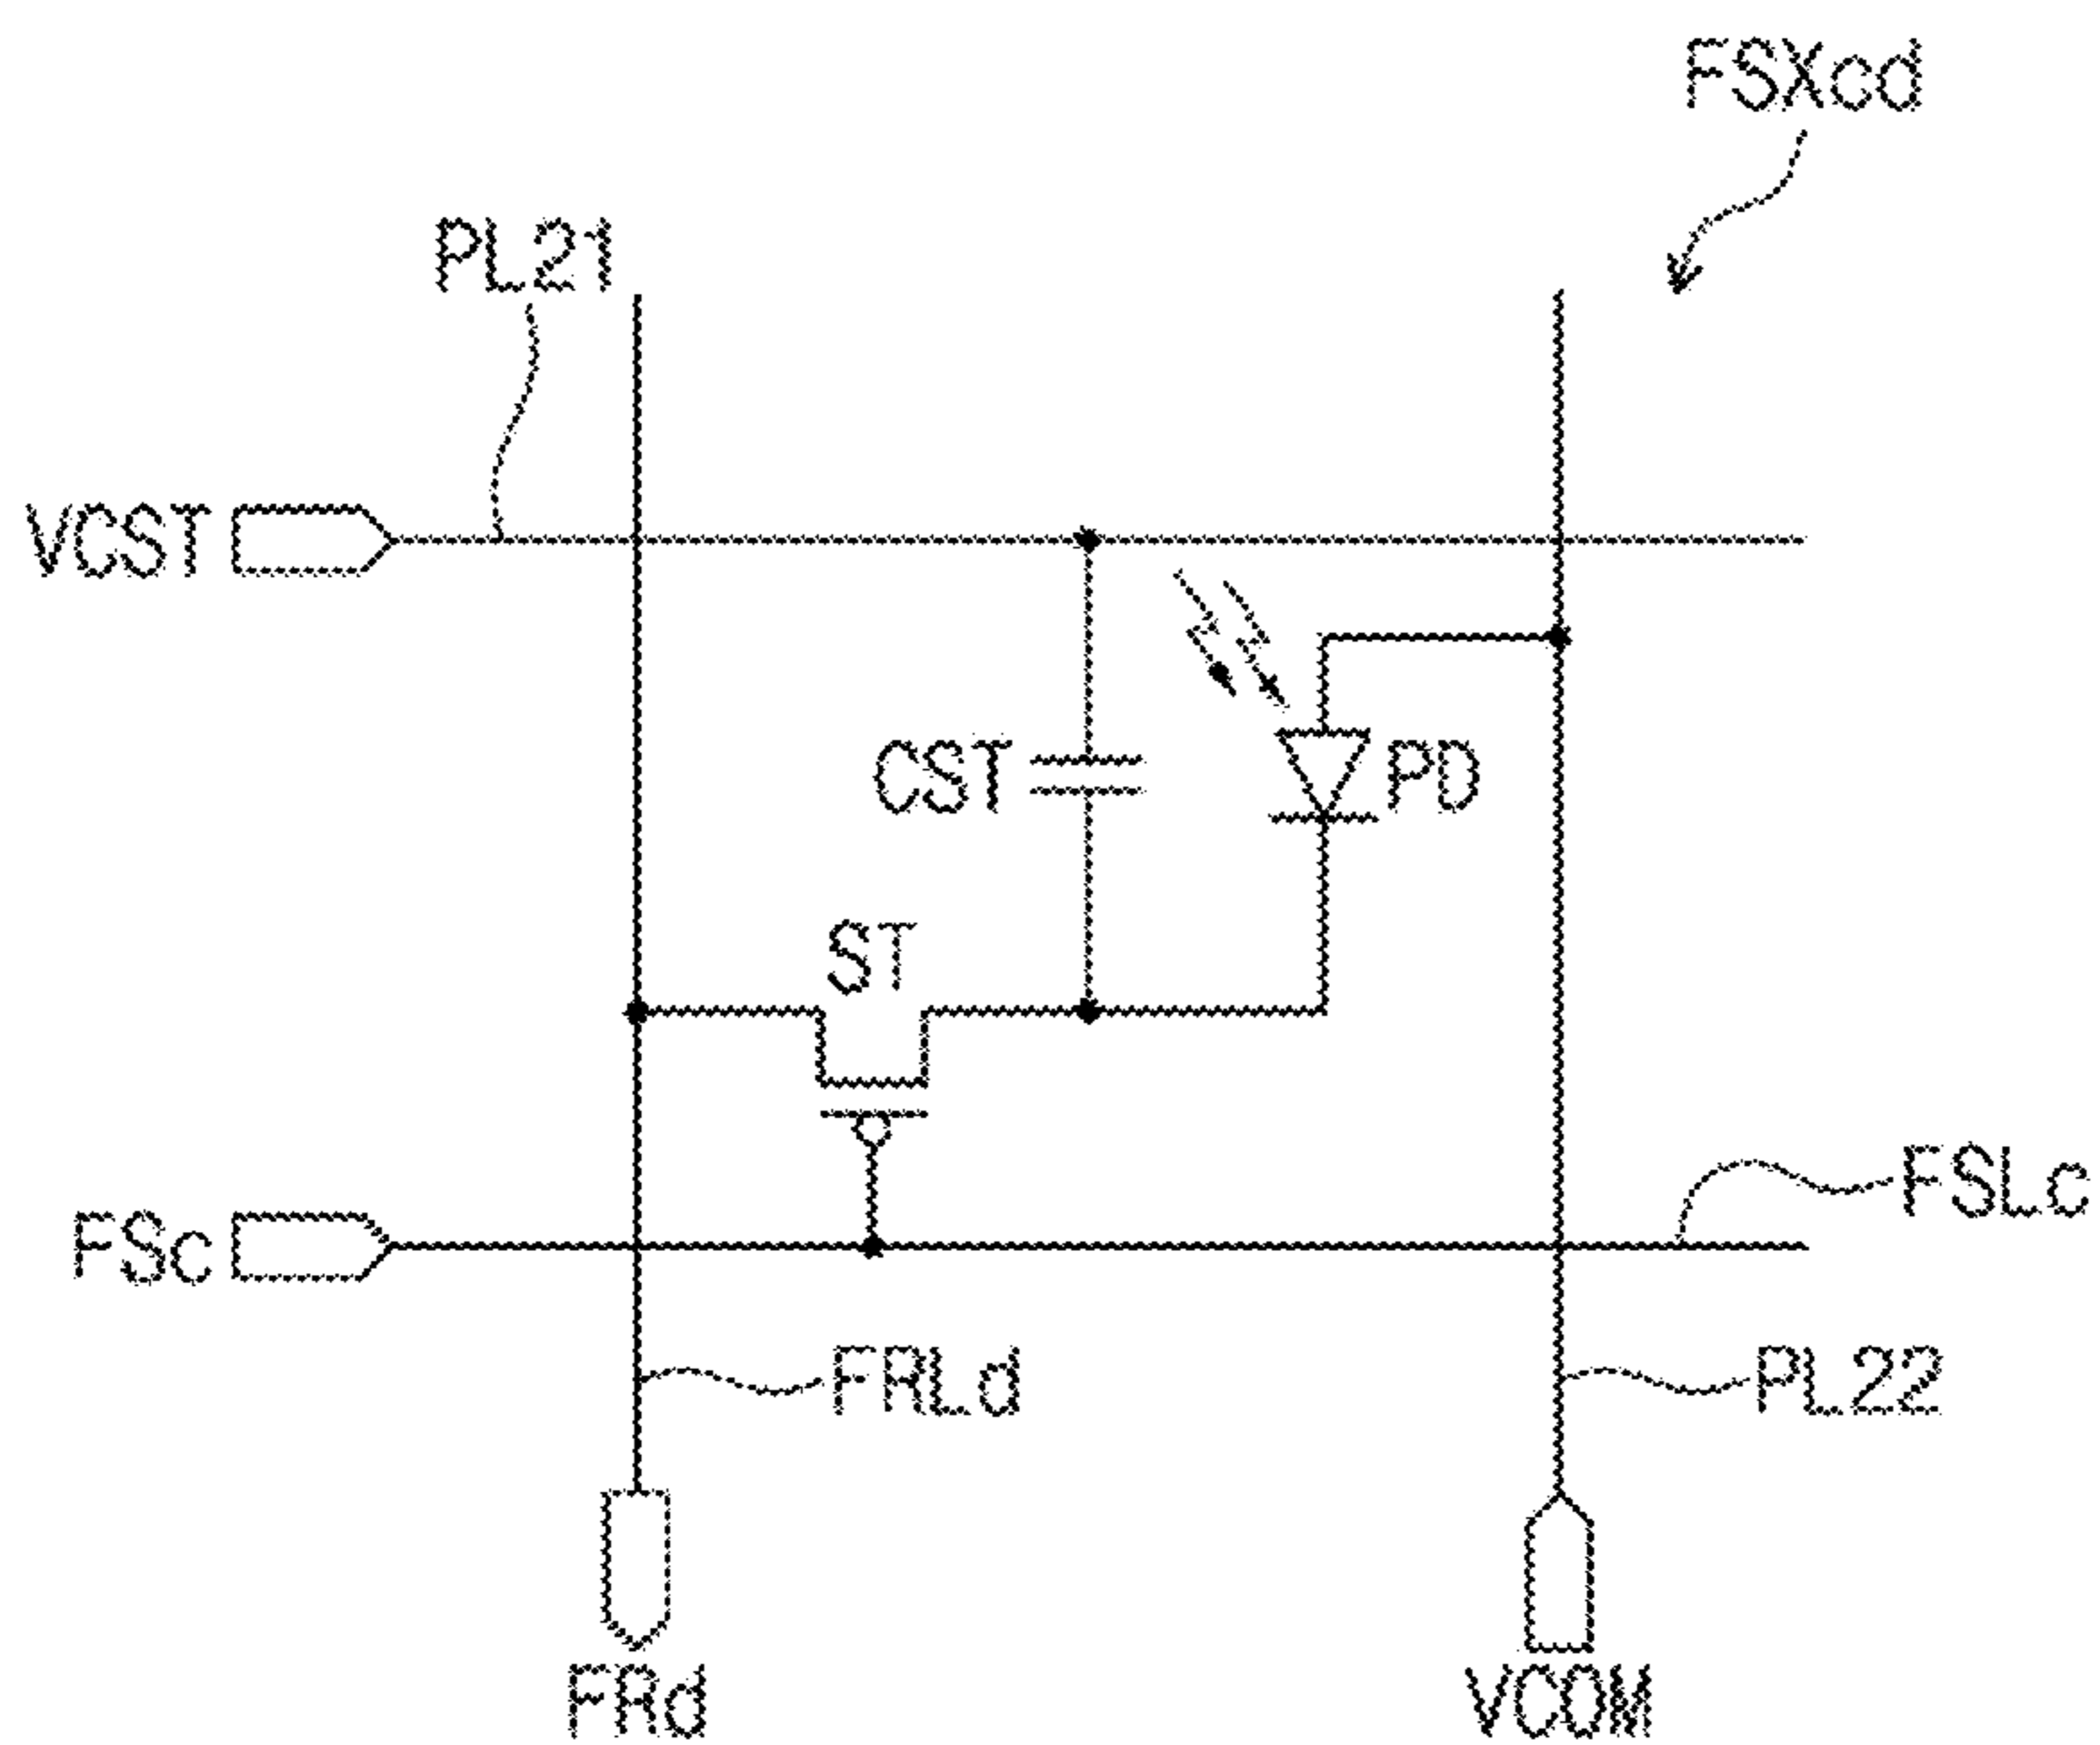 FSXcd
PL21
VCST
CST
PD
ST
FSLc
FSc
FRLd
PL22
FRd
VCOM